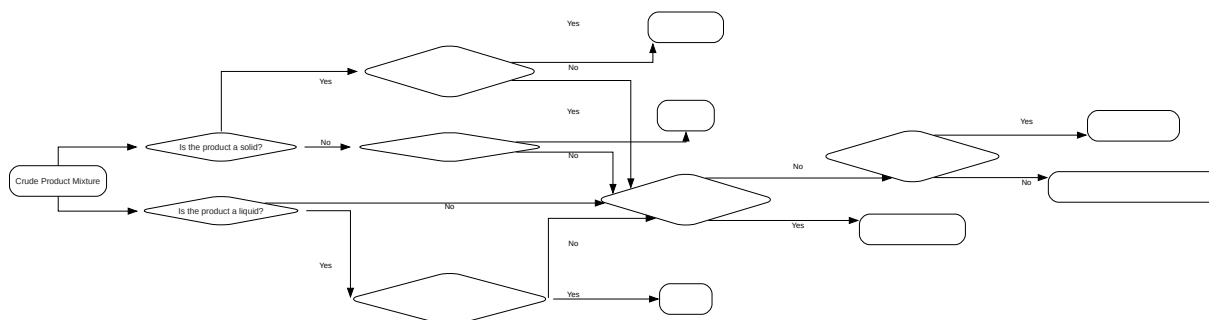 Yes
No
Yes
Yes
Yes
Is the product a solid?
No
No
No
Crude Product Mixture
No
Is the product a liquid?
No
Yes
No
Yes
Yes